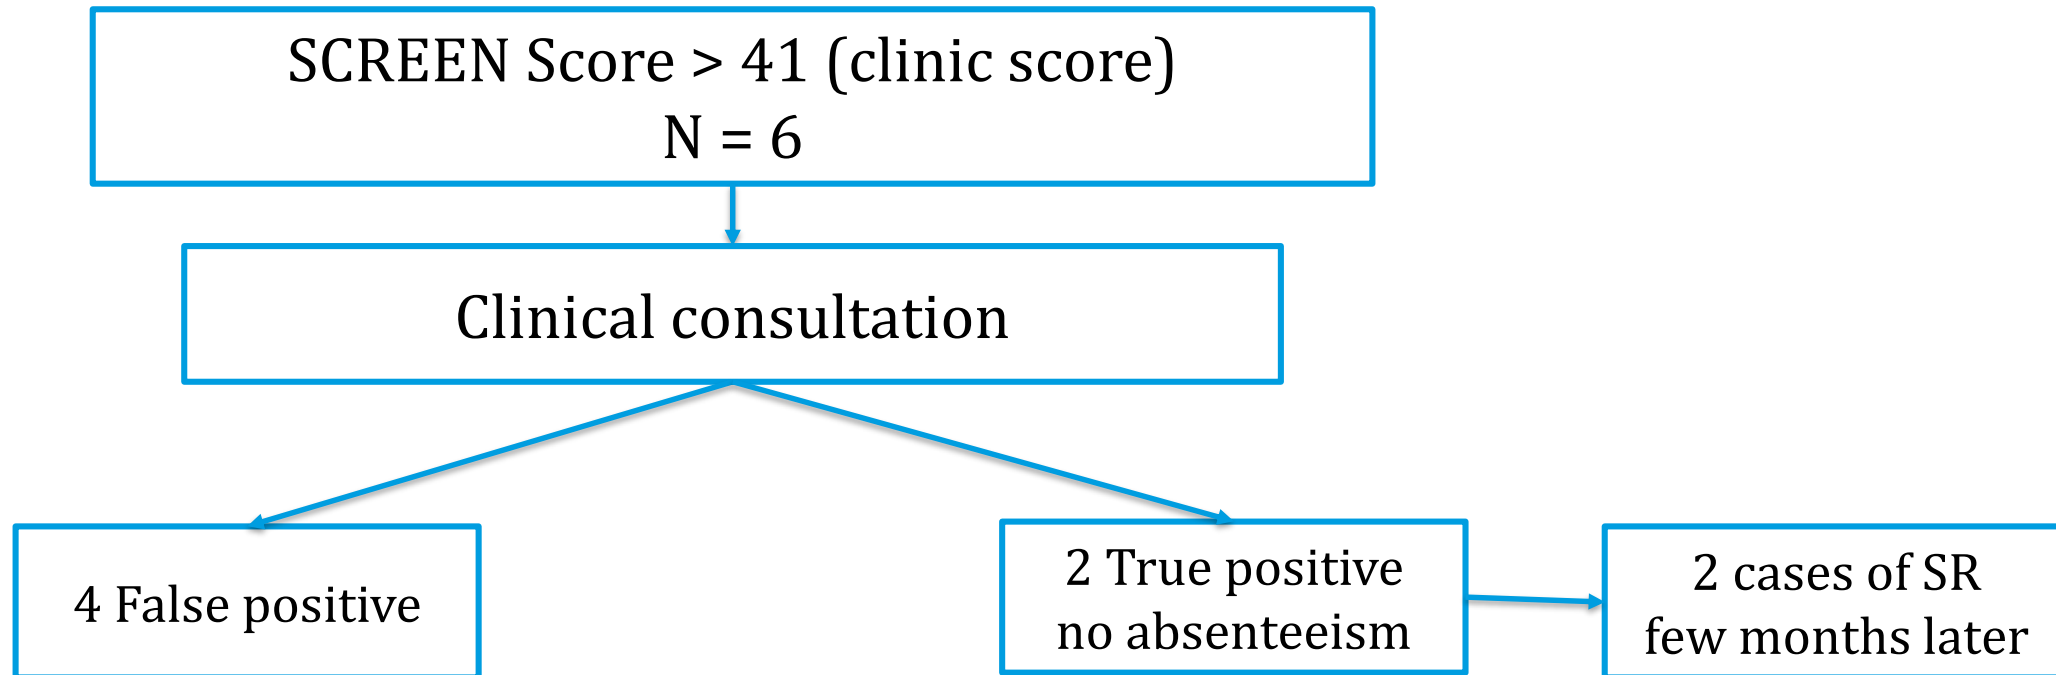 SCREEN Score > 41 (clinic score)
N = 6
Clinical consultation
4 False positive
2 True positive
no absenteeism
2 cases of SR
few months later